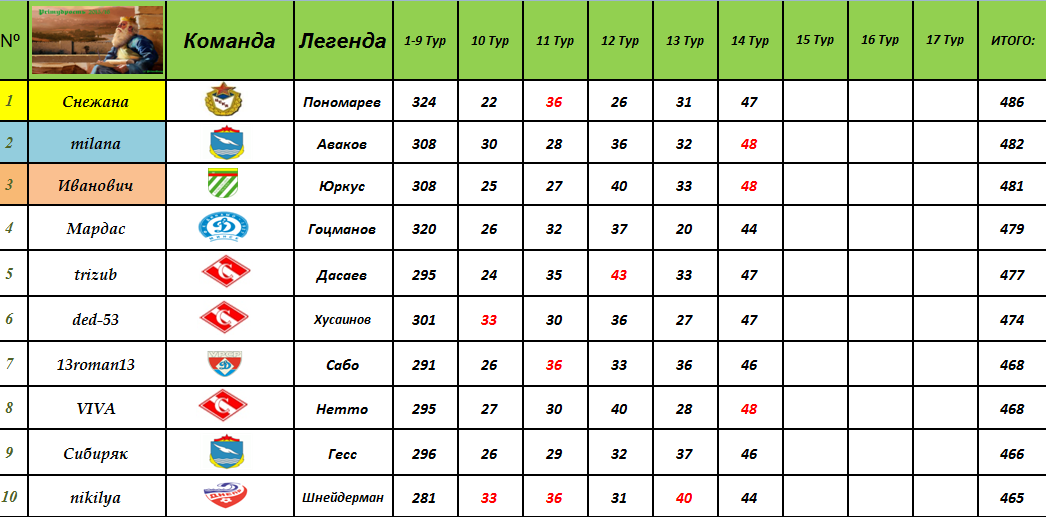 № Команда Легенда 1-9 Тур 10 Тур 11 Тур 12 Тур 13 Тур 14 Тур 15 Тур 16 Тур 17 Тур ИТОГО:
1 Снежана Пономарев 324 22 36 26 31 47 486
2 milana Аваков 308 30 28 36 32 48 482
3 Иванович Юркус 308 25 27 40 33 48 481
4 Мардас Гоцманов 320 26 32 37 20 44 479
5 trizub Дасаев 295 24 35 43 33 47 477
6 ded-53 Хусаинов 301 33 30 36 27 47 474
7 13roman13 Сабо 291 26 36 33 36 46 468
8 VIVA Нетто 295 27 30 40 28 48 468
9 Сибиряк Гесс 296 26 29 32 37 46 466
10 nikilya Шнейдерман 281 33 36 31 40 44 465